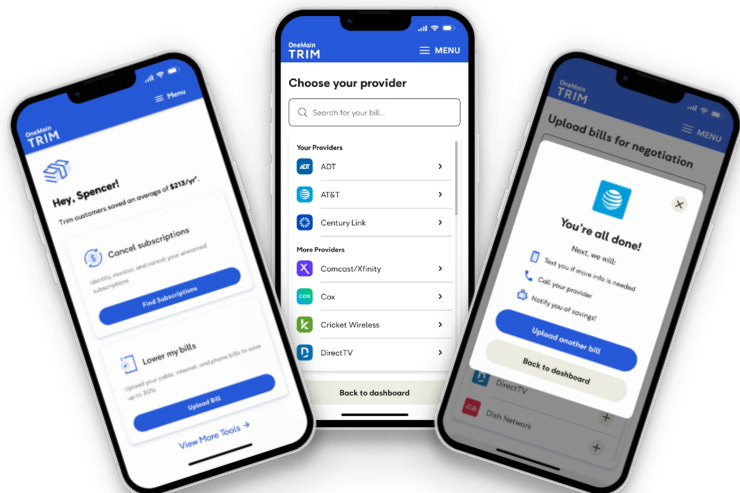 OneMain
TRIM
Menu
Hey, Spencer!
Trim customers saved an average of $213/yr*.
Cancel subscriptions
Identify, monitor, and cancel your unwanted
subscriptions.
Find Subscriptions
Lower my bills
Upload your cable, internet, and phone bills to save
up to 30%
Upload Bill
View More Tools →
OneMain
TRIM
MENU
Choose your provider
Search for your bill...
Your Providers
ADT
ADT
AT&T
Century Link
More Providers
X
Comcast/Xfinity
COX
Cox
Cricket Wireless
DirectTV
Back to dashboard
OneMain
TRIM
MENU
Upload bills for negotiation
You're all done!
Next, we will:
Text you if more info is needed
Call your provider
Notify you of savings!
Upload another bill
Back to dashboard
DirectTV
dish
Dish Network